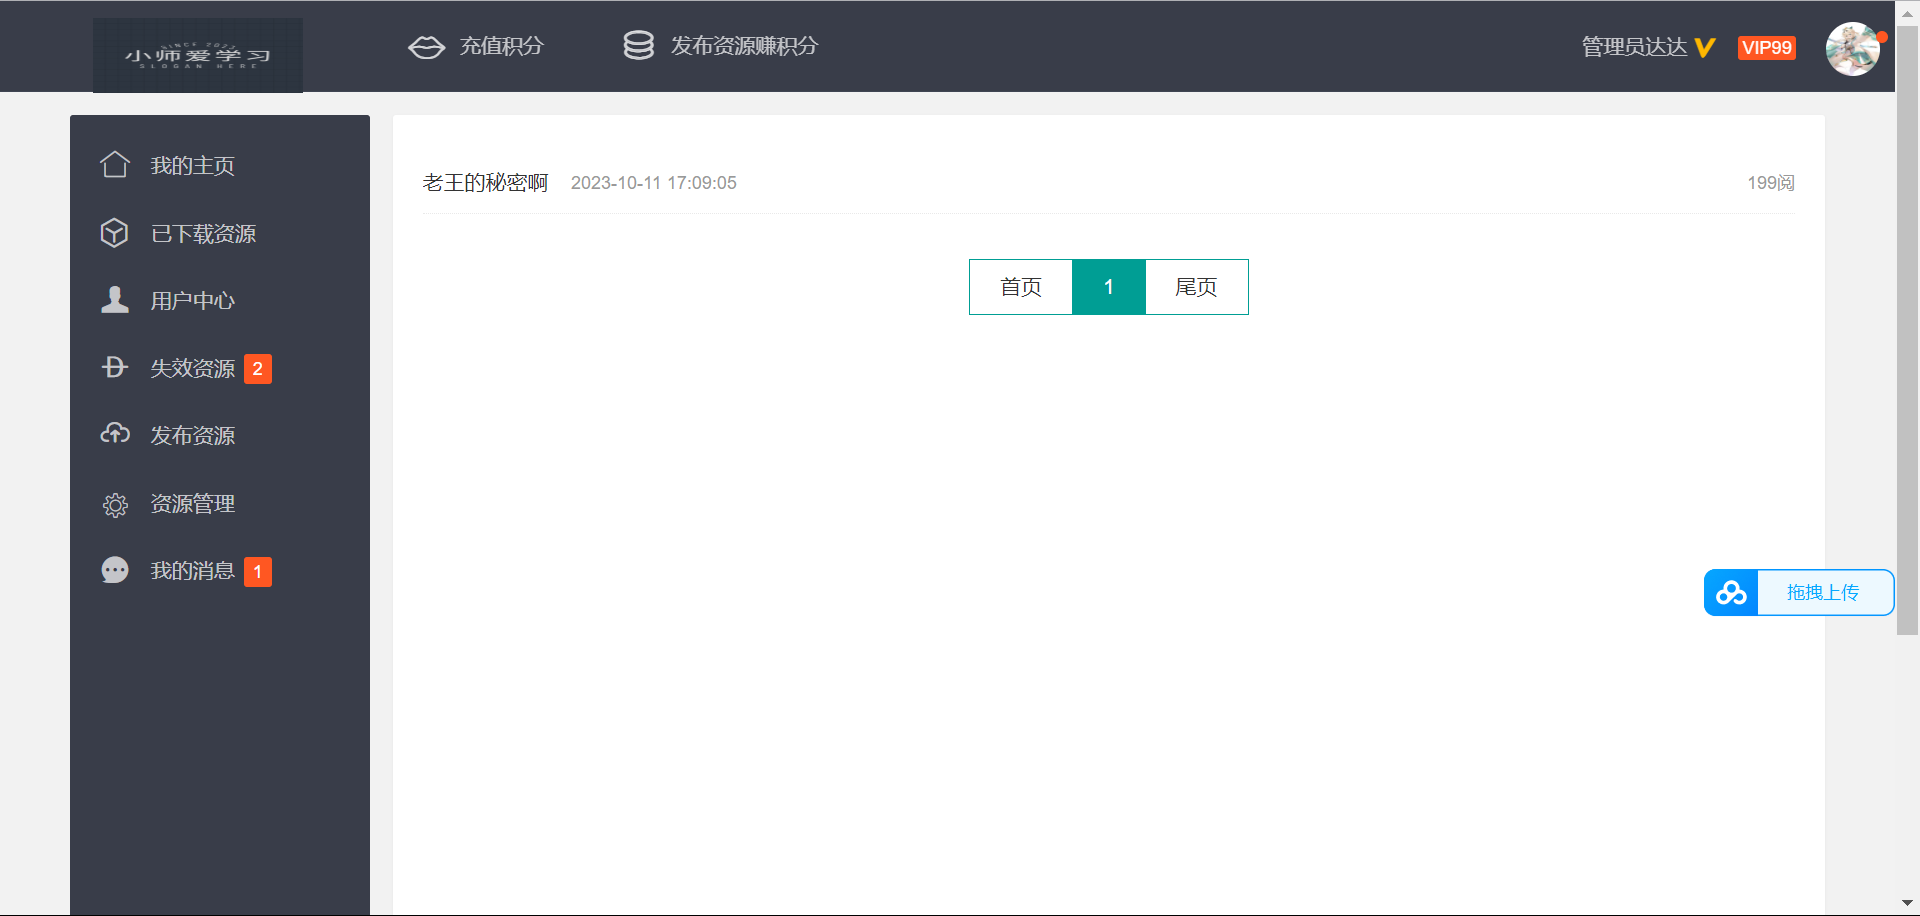 SINCE 2022
小师爱学习
SLOGAN HERE
充值积分
发布资源赚积分
管理员达达
VIP99
我的主页
已下载资源
用户中心
失效资源 2
发布资源
资源管理
我的消息 1
老王的秘密啊 2023-10-11 17:09:05 199阅
首页 1 尾页
拖拽上传